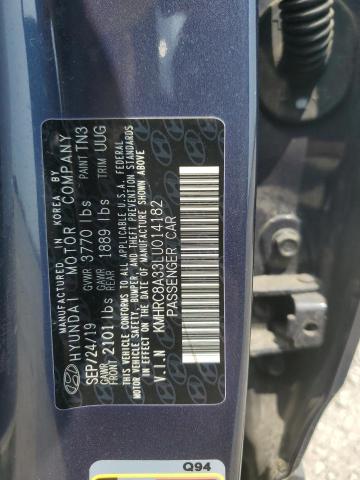 MANUFACTURED IN KOREA BY
HYUNDAI MOTOR COMPANY
SEP/24/19 GVWR 3770 lbs PAINT TN3
GAWR FRONT 2101 lbs GAWR REAR 1889 lbs TRIM UUG
THIS VEHICLE CONFORMS TO ALL APPLICABLE U.S.A. FEDERAL
MOTOR VEHICLE SAFETY, BUMPER, AND THEFT PREVENTION STANDARDS
IN EFFECT ON THE DATE OF MANUFACTURE SHOWN ABOVE
V.I.N KMHRC8A33LU014182
PASSENGER CAR
Q94